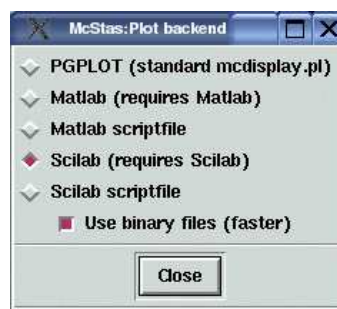 McStas:Plot backend
PGPLOT (standard mcdisplay.pl)
Matlab (requires Matlab)
Matlab scriptfile
Scilab (requires Scilab)
Scilab scriptfile
Use binary files (faster)
Close